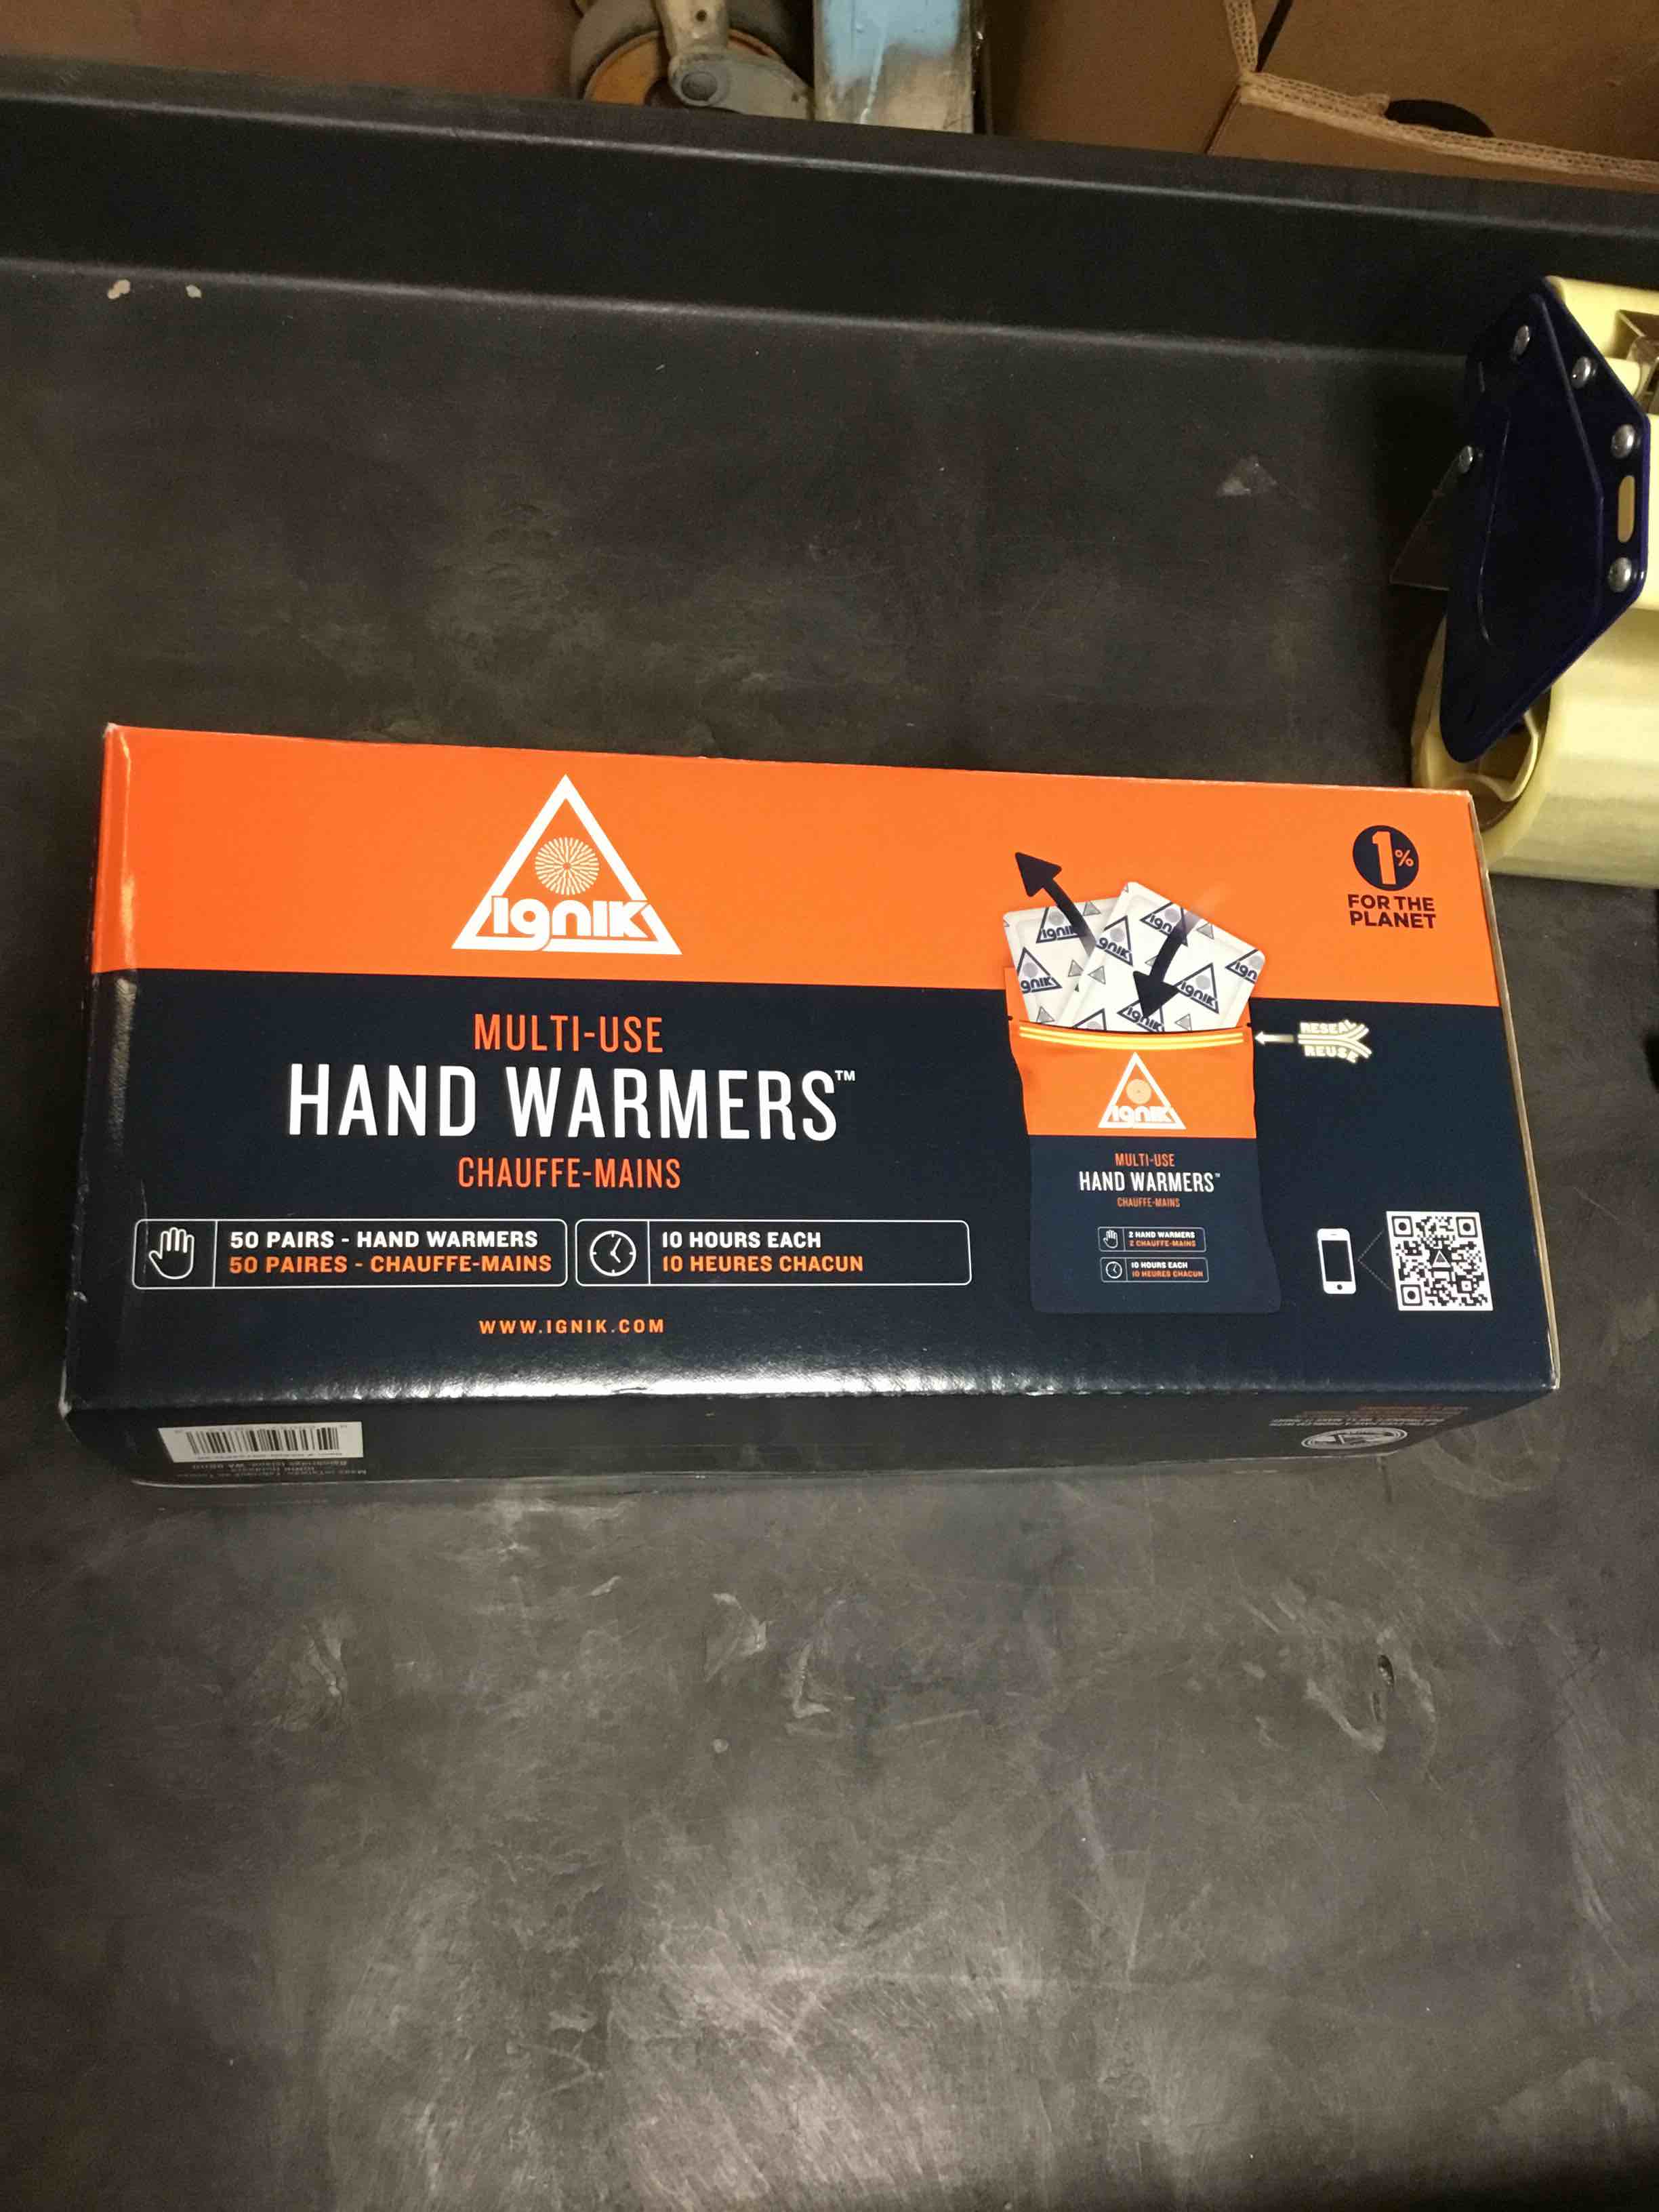 ignik
1%
FOR THE
PLANET
MULTI-USE
HAND WARMERS™
CHAUFFE-MAINS
50 PAIRS - HAND WARMERS
50 PAIRES - CHAUFFE-MAINS
10 HOURS EACH
10 HEURES CHACUN
WWW.IGNIK.COM
ignik
ignik
ignik
ignik
ignik
RESEAL
REUSE
ignik
MULTI-USE
HAND WARMERS™
CHAUFFE-MAINS
2 HAND WARMERS
2 CHAUFFE-MAINS
10 HOURS EACH
10 HEURES CHACUN